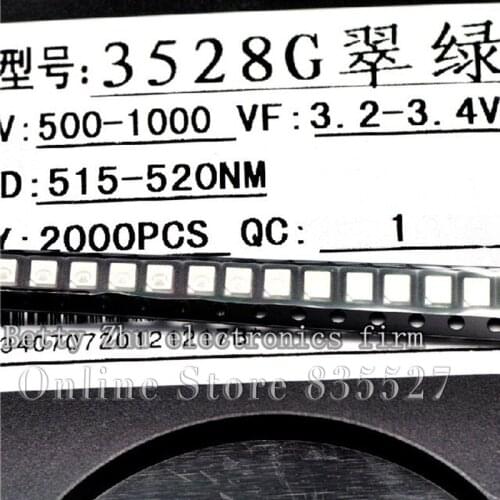 型号: 3528G 翠绿
V: 500-1000 VF: 3.2-3.4V
D: 515-520NM
Y: 2000PCS QC: 1
Betty Zhu electronics firm
Online Store 835527